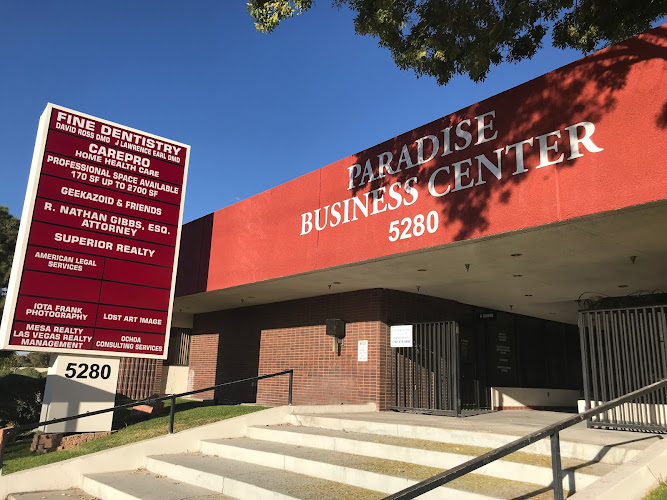 FINE DENTISTRY
DAVID ROSS DMD J LAWRENCE EARL DMD
CAREPRO
HOME HEALTH CARE
PROFESSIONAL SPACE AVAILABLE
170 SF UP TO 2700 SF
GEEKAZOID & FRIENDS
R. NATHAN GIBBS, ESQ.
ATTORNEY
SUPERIOR REALTY
AMERICAN LEGAL
SERVICES
IOTA FRANK
PHOTOGRAPHY
LOST ART IMAGE
MESA REALTY
LAS VEGAS REALTY
MANAGEMENT
OCHOA
CONSULTING SERVICES
5280
PARADISE
BUSINESS CENTER
5280